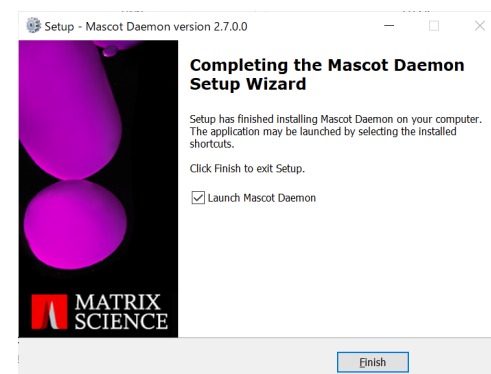 Setup - Mascot Daemon version 2.7.0.0
Completing the Mascot Daemon
Setup Wizard
Setup has finished installing Mascot Daemon on your computer.
The application may be launched by selecting the installed
shortcuts.
Click Finish to exit Setup.
Launch Mascot Daemon
MATRIX
SCIENCE
Finish